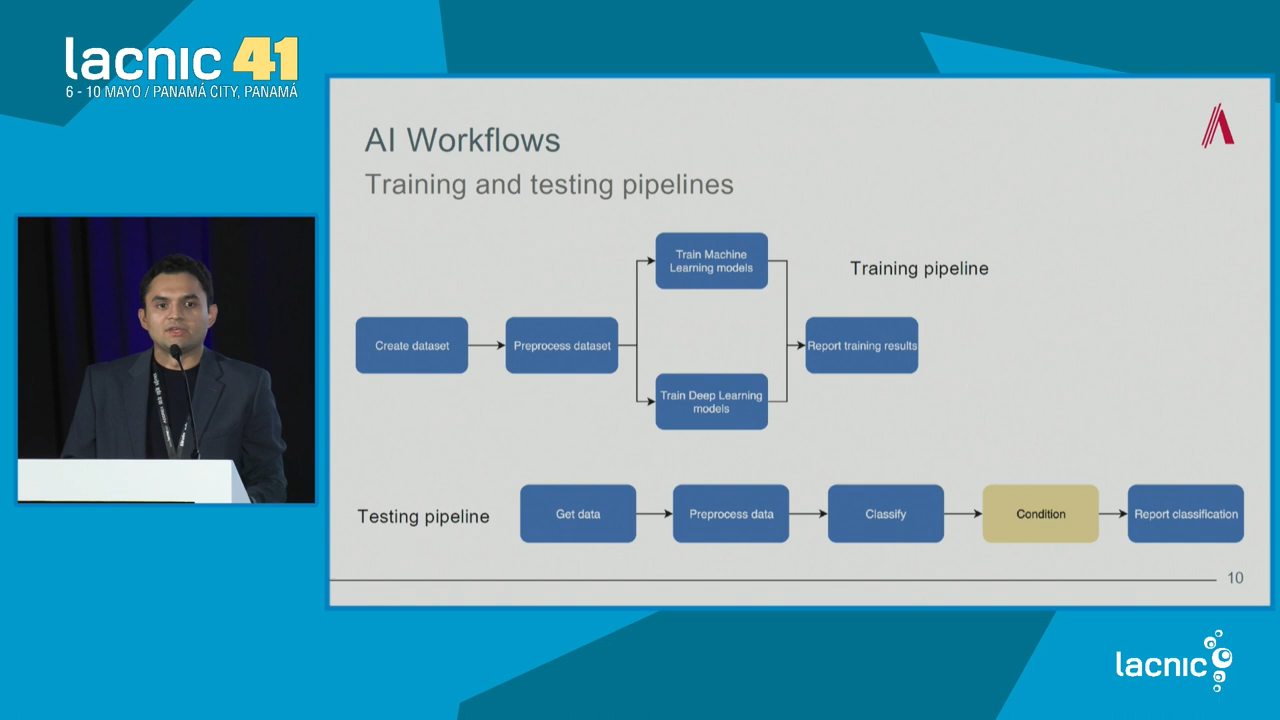 lacnic 41
6 - 10 MAYO / PANAMÁ CITY, PANAMÁ
AI Workflows
Training and testing pipelines
Train Machine
Learning models
Training pipeline
Create dataset
Preprocess dataset
Report training results
Train Deep Learning
models
Testing pipeline
Get data
Preprocess data
Classify
Condition
Report classification
10
lacnic